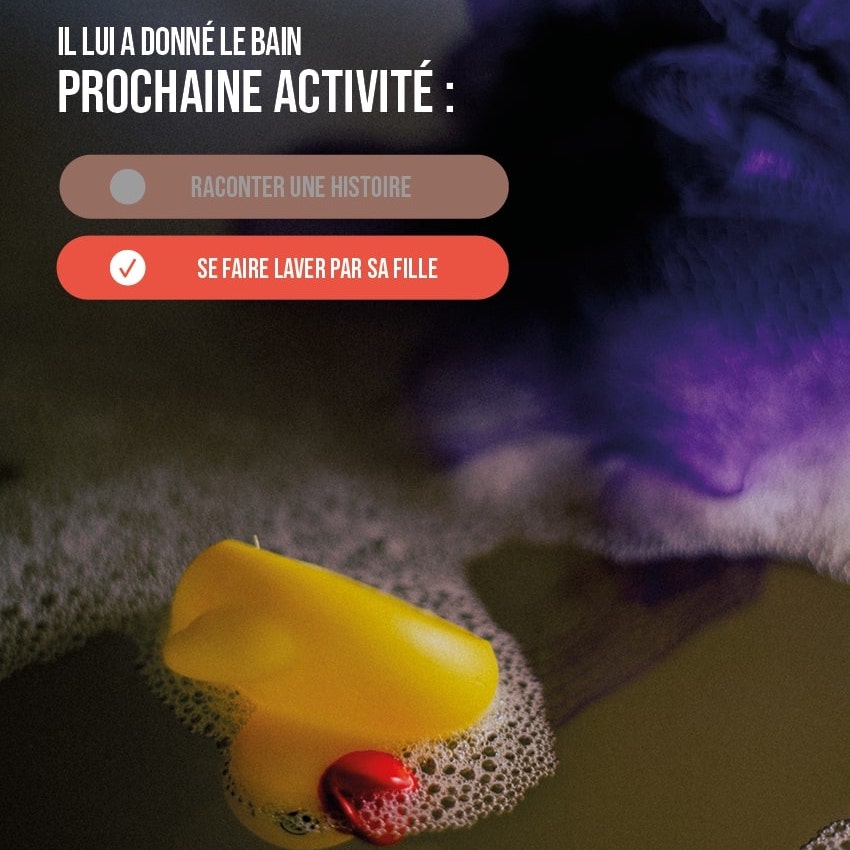 IL LUI A DONNÉ LE BAIN
PROCHAINE ACTIVITÉ :
RACONTER UNE HISTOIRE
SE FAIRE LAVER PAR SA FILLE